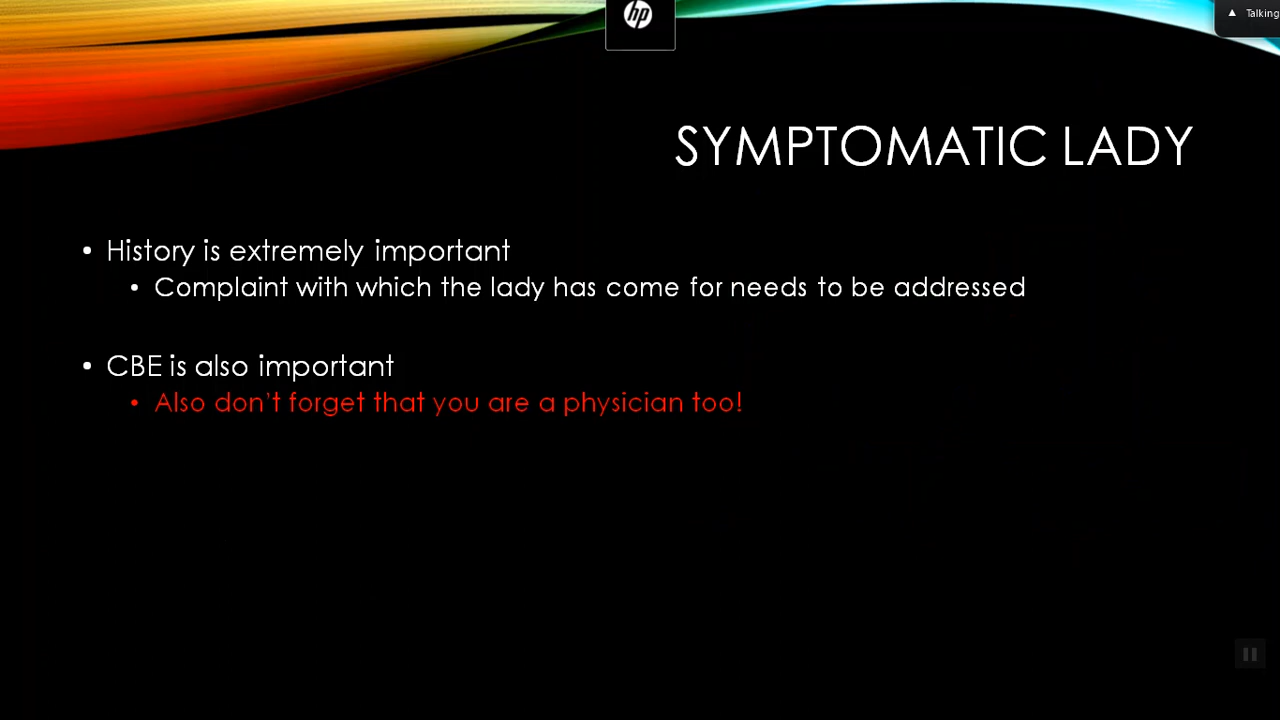 hp
Talking
SYMPTOMATIC LADY
• History is extremely important
• Complaint with which the lady has come for needs to be addressed
• CBE is also important
• Also don't forget that you are a physician too!